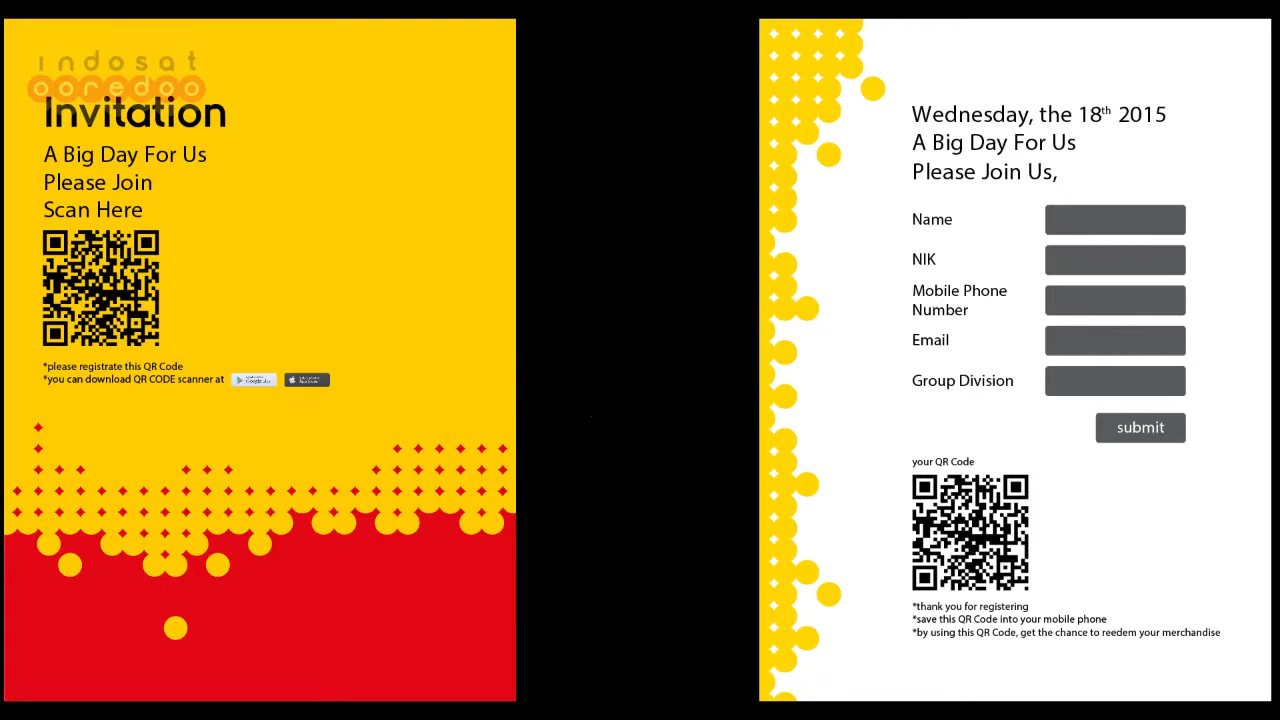 indosat
ooredoo
Invitation
A Big Day For Us
Please Join
Scan Here
*please registrate this QR Code
*you can download QR CODE scanner at
Wednesday, the 18th 2015
A Big Day For Us
Please Join Us,
Name
NIK
Mobile Phone
Number
Email
Group Division
submit
your QR Code
*thank you for registering
*save this QR Code into your mobile phone
*by using this QR Code, get the chance to reedem your merchandise